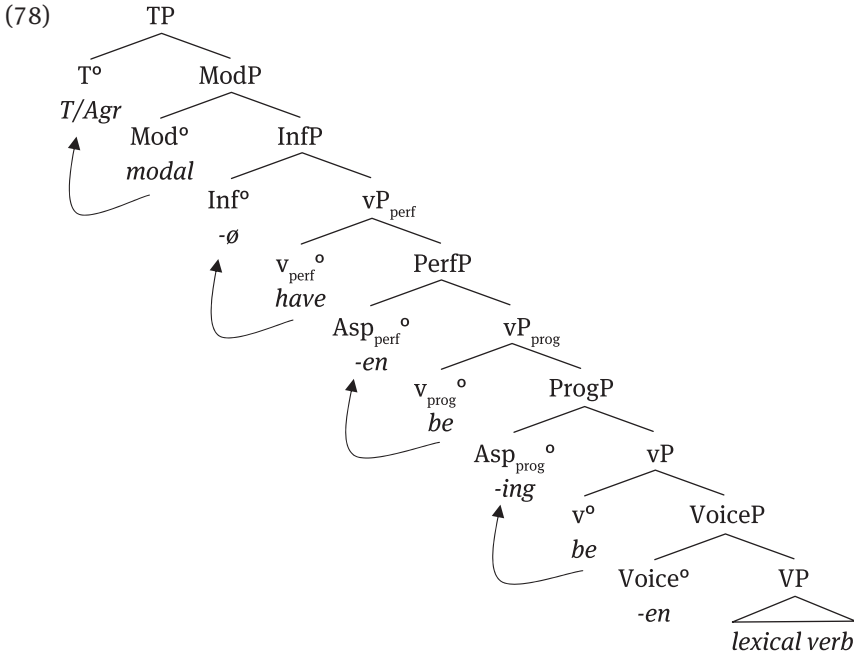 (78) TP
T° ModP
T/Agr
Mod° InfP
modal
Inf° vPperf
-ø
vperf° PerfP
have
Aspperf° vPprog
-en
vprog° ProgP
be
Aspprog° vP
-ing
v° VoiceP
be
Voice° VP
-en
lexical verb